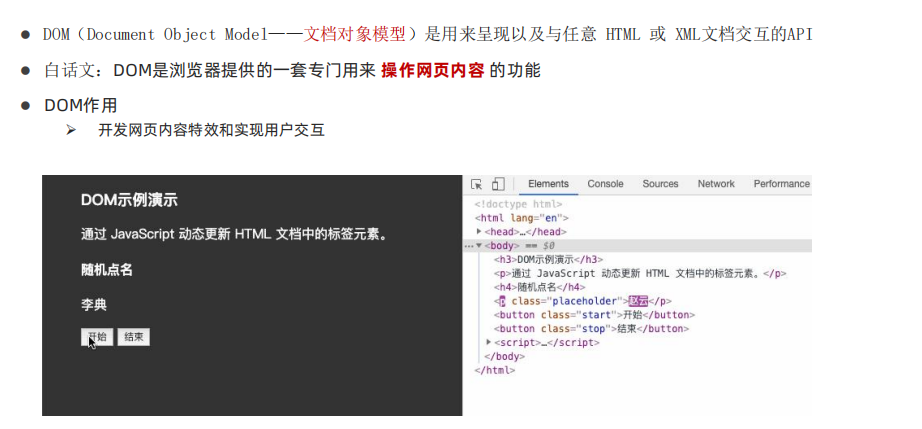 DOM（Document Object Model——文档对象模型）是用来呈现以及与任意 HTML 或 XML文档交互的API
白话文：DOM是浏览器提供的一套专门用来 操作网页内容 的功能
DOM作用
开发网页内容特效和实现用户交互
DOM示例演示
通过 JavaScript 动态更新 HTML 文档中的标签元素。
随机点名
李典
开始 结束
Elements Console Sources Network Performance
<!doctype html>
<html lang="en">
<head>…</head>
<body> == $0
<h3>DOM示例演示</h3>
<p>通过 JavaScript 动态更新 HTML 文档中的标签元素。</p>
<h4>随机点名</h4>
<p class="placeholder">赵云</p>
<button class="start">开始</button>
<button class="stop">结束</button>
<script>…</script>
</body>
</html>